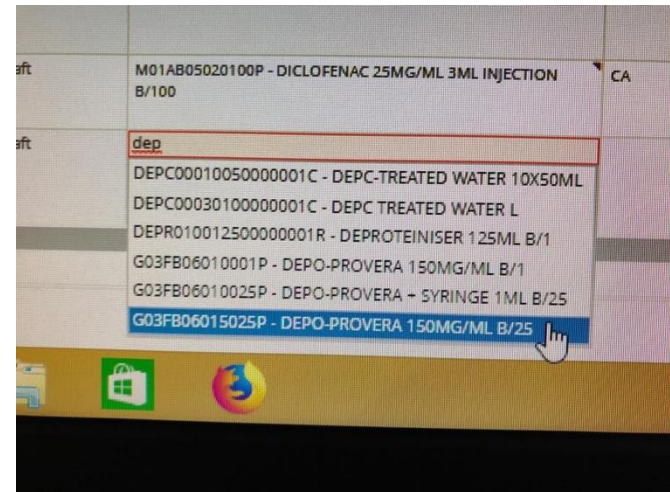 aft
M01AB05020100P - DICLOFENAC 25MG/ML 3ML INJECTION
CA
B/100
aft
dep
DEPC00010050000001C - DEPC-TREATED WATER 10X50ML
DEPC00030100000001C - DEPC TREATED WATER L
DEPR010012500000001R - DEPROTEINISER 125ML B/1
G03FB06010001P - DEPO-PROVERA 150MG/ML B/1
G03FB06010025P - DEPO-PROVERA + SYRINGE 1ML B/25
G03FB06015025P - DEPO-PROVERA 150MG/ML B/25